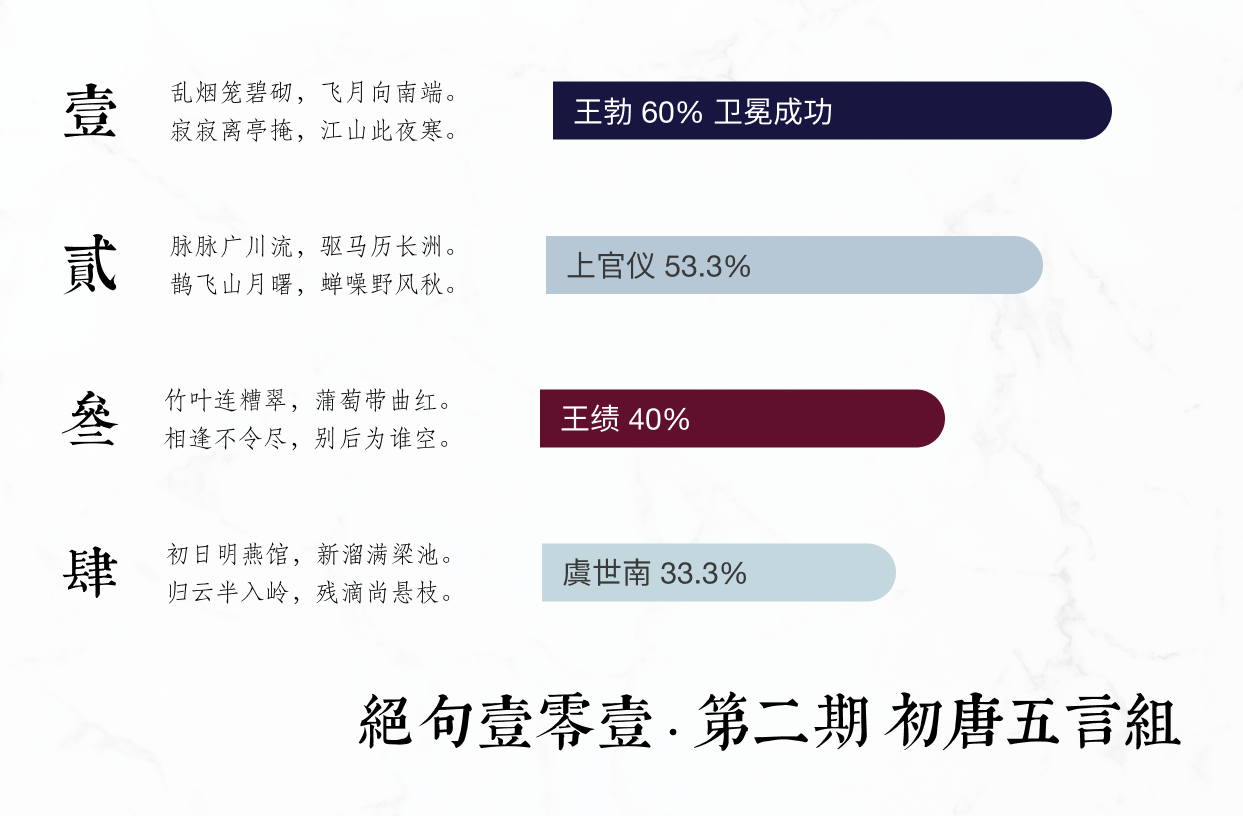 壹
乱烟笼碧砌，飞月向南端。
寂寂离亭掩，江山此夜寒。
王勃 60% 卫冕成功
貳
脉脉广川流，驱马历长洲。
鹊飞山月曙，蝉噪野风秋。
上官仪 53.3%
叄
竹叶连糟翠，蒲萄带曲红。
相逢不令尽，别后为谁空。
王绩 40%
肆
初日明燕馆，新溜满梁池。
归云半入岭，残滴尚悬枝。
虞世南 33.3%
絕句壹零壹 · 第二期 初唐五言組